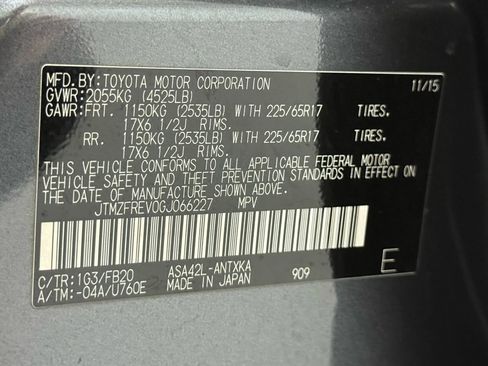 MFD.BY:TOYOTA MOTOR CORPORATION 11/15
GVWR:2055KG (4525LB)
GAWR:FRT. 1150KG (2535LB) WITH 225/65R17 TIRES.
17X6 1/2J RIMS.
RR. 1150KG (2535LB) WITH 225/65R17 TIRES.
17X6 1/2J RIMS.
THIS VEHICLE CONFORMS TO ALL APPLICABLE FEDERAL MOTOR
VEHICLE SAFETY AND THEFT PREVENTION STANDARDS IN EFFECT ON
THE DATE OF MANUFACTURE SHOWN ABOVE.
JTMZFREV0GJ066227 MPV
C/TR:1G3/FB20 ASA42L-ANTXKA
A/TM:-04A/U760E MADE IN JAPAN 909 E